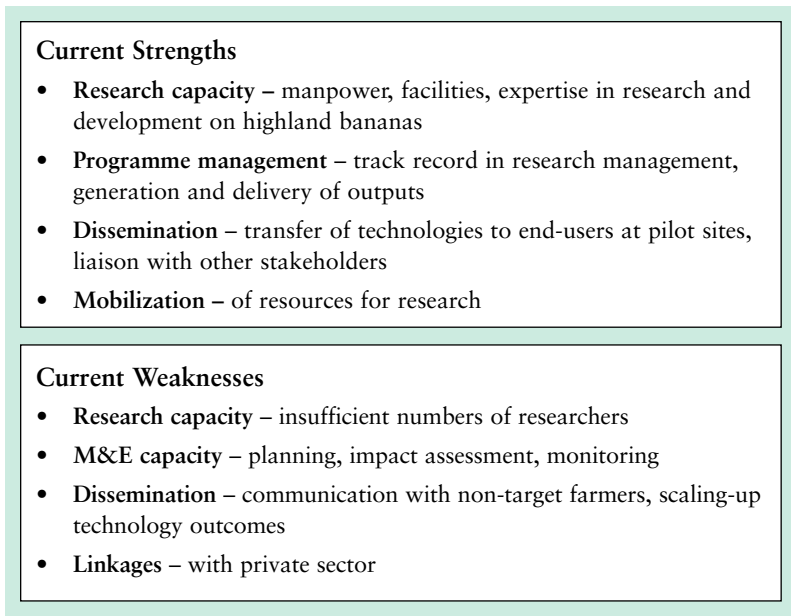 Current Strengths
• Research capacity – manpower, facilities, expertise in research and
development on highland bananas
• Programme management – track record in research management,
generation and delivery of outputs
• Dissemination – transfer of technologies to end-users at pilot sites,
liaison with other stakeholders
• Mobilization – of resources for research
Current Weaknesses
• Research capacity – insufficient numbers of researchers
• M&E capacity – planning, impact assessment, monitoring
• Dissemination – communication with non-target farmers, scaling-up
technology outcomes
• Linkages – with private sector